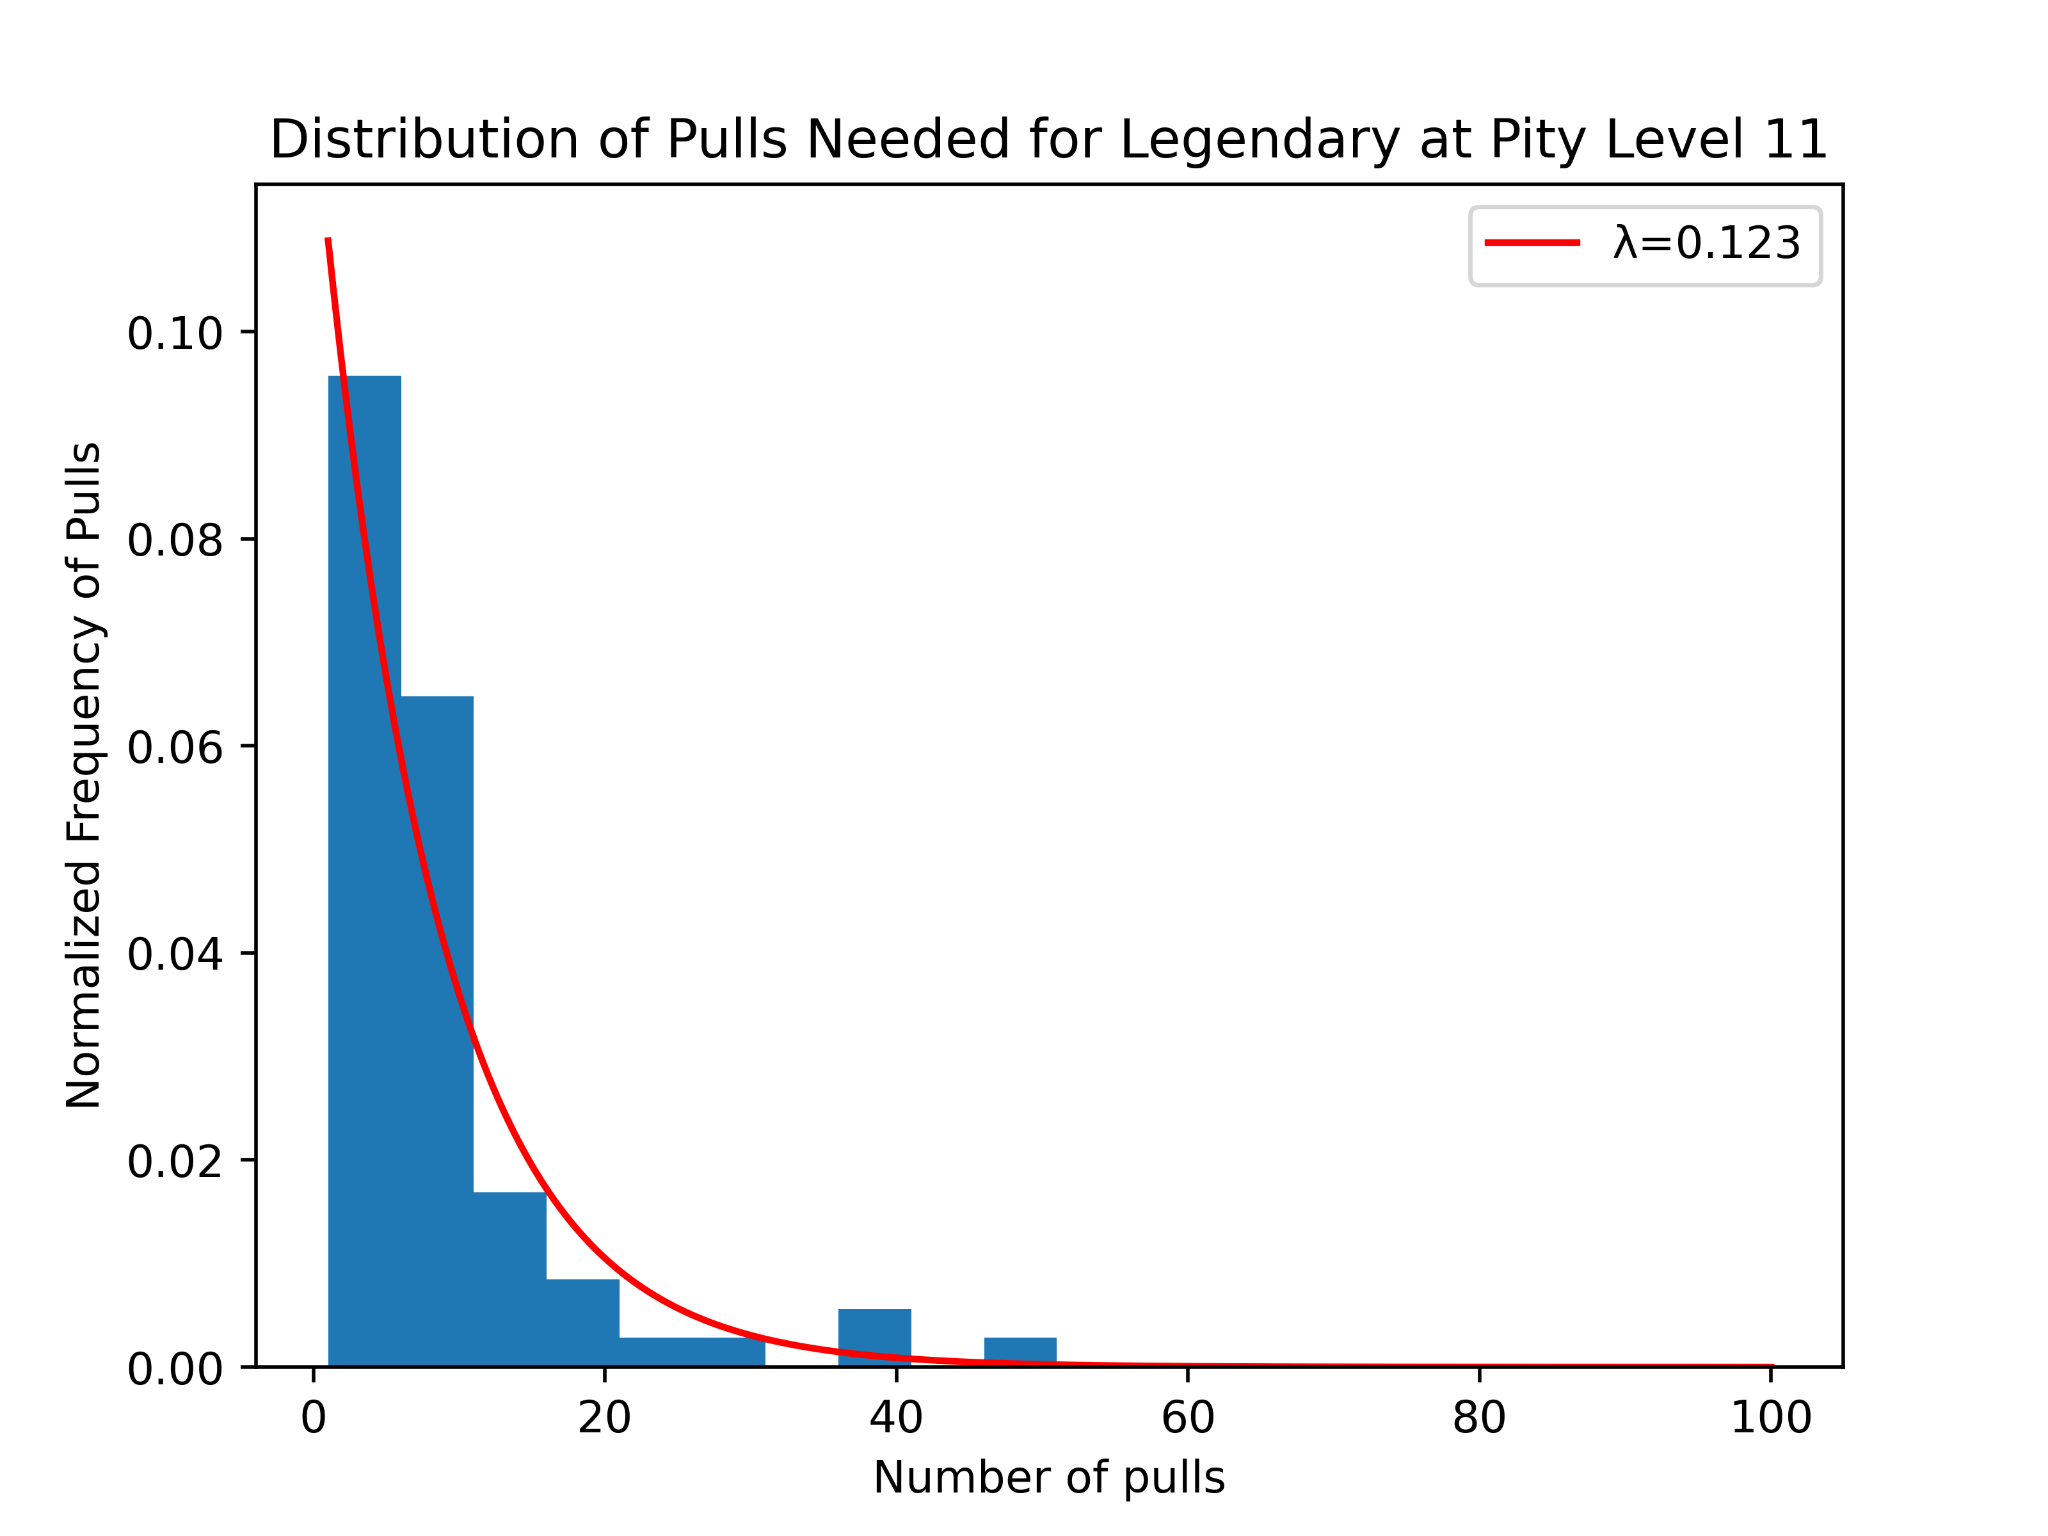 Distribution of Pulls Needed for Legendary at Pity Level 11
λ=0.123
Normalized Frequency of Pulls
0.10
0.08
0.06
0.04
0.02
0.00
0 20 40 60 80 100
Number of pulls